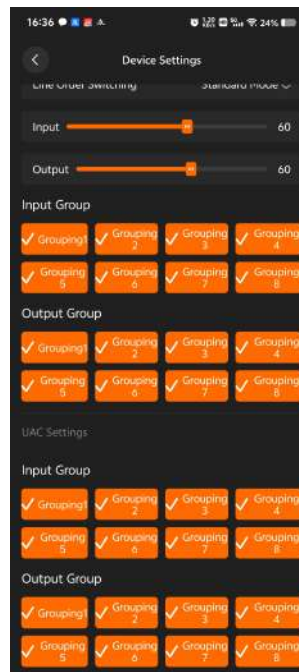 16:36
24%
Device Settings
Line Order Switching Standard Mode
Input 60
Output 60
Input Group
Grouping1 Grouping 2 Grouping 3 Grouping 4
Grouping 5 Grouping 6 Grouping 7 Grouping 8
Output Group
Grouping1 Grouping 2 Grouping 3 Grouping 4
Grouping 5 Grouping 6 Grouping 7 Grouping 8
UAC Settings
Input Group
Grouping1 Grouping 2 Grouping 3 Grouping 4
Grouping 5 Grouping 6 Grouping 7 Grouping 8
Output Group
Grouping1 Grouping 2 Grouping 3 Grouping 4
Grouping 5 Grouping 6 Grouping 7 Grouping 8